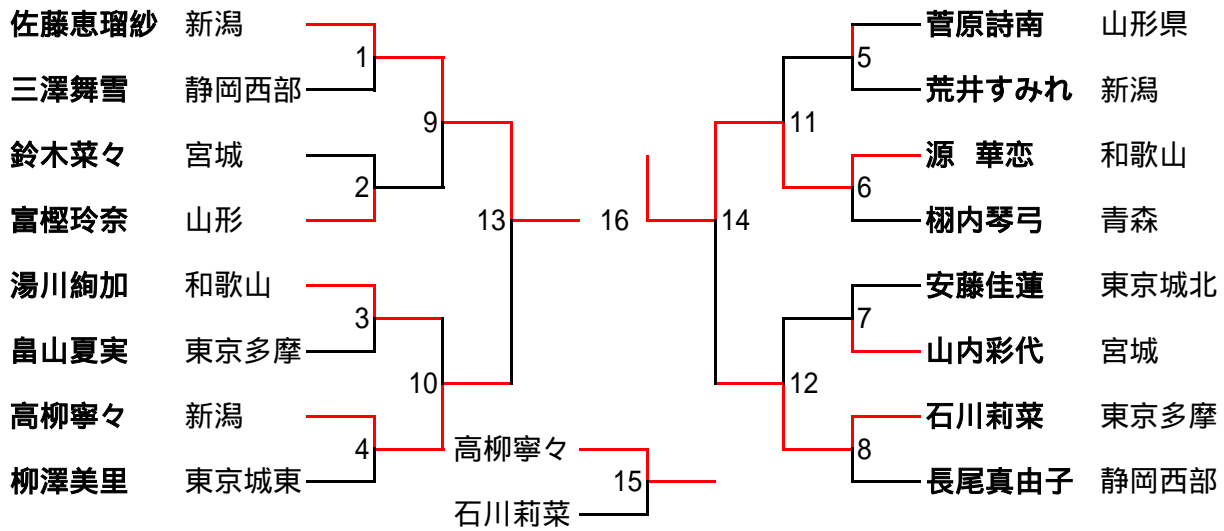 佐藤恵瑠紗 新潟
1
三澤舞雪 静岡西部
9
鈴木菜々 宮城
2
富樫玲奈 山形
13
湯川絢加 和歌山
3
畠山夏実 東京多摩
10
高柳寧々 新潟
4
柳澤美里 東京城東
16
高柳寧々
15
石川莉菜
菅原詩南 山形県
5
荒井すみれ 新潟
11
源 華恋 和歌山
6
栩内琴弓 青森
14
安藤佳蓮 東京城北
7
山内彩代 宮城
12
石川莉菜 東京多摩
8
長尾真由子 静岡西部